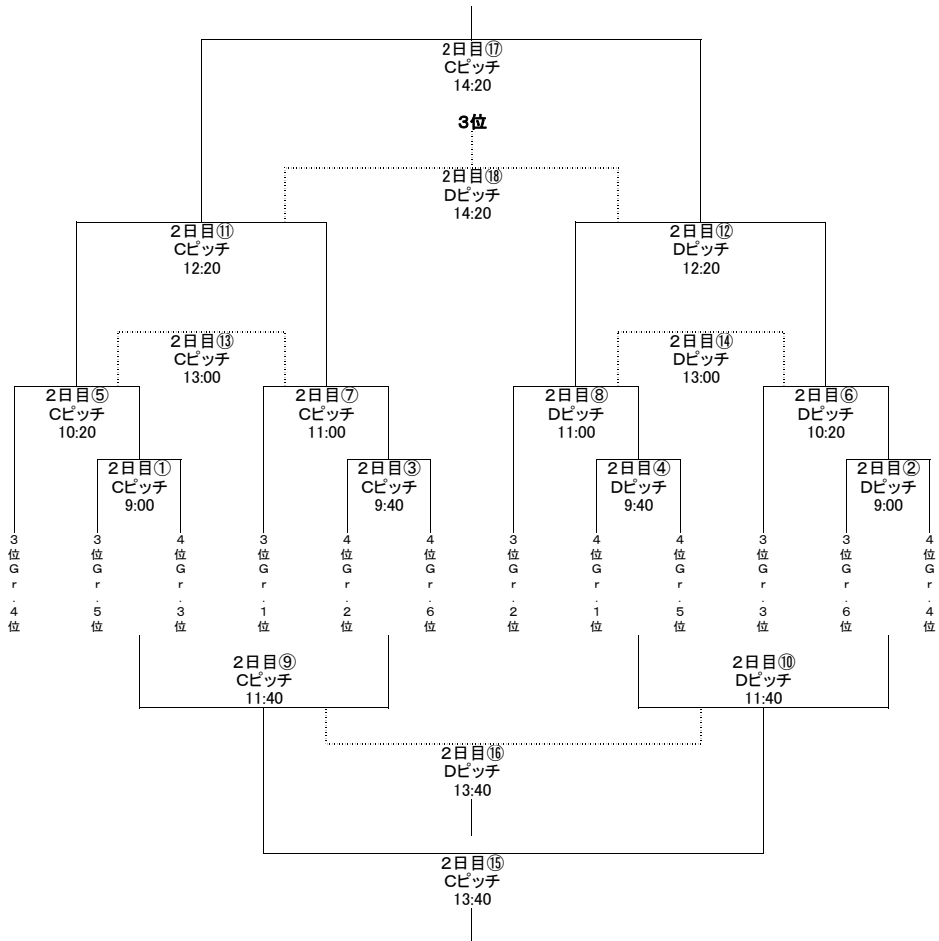 2日目⑰
Cピッチ
14:20
3位
2日目⑱
Dピッチ
14:20
2日目⑪
Cピッチ
12:20
2日目⑫
Dピッチ
12:20
2日目⑬
Cピッチ
13:00
2日目⑭
Dピッチ
13:00
2日目⑤
Cピッチ
10:20
2日目⑦
Cピッチ
11:00
2日目⑧
Dピッチ
11:00
2日目⑥
Dピッチ
10:20
2日目①
Cピッチ
9:00
2日目③
Cピッチ
9:40
2日目④
Dピッチ
9:40
2日目②
Dピッチ
9:00
3位Gr.4位
3位Gr.5位
4位Gr.3位
3位Gr.1位
4位Gr.2位
4位Gr.6位
3位Gr.2位
4位Gr.1位
4位Gr.5位
3位Gr.3位
3位Gr.6位
4位Gr.4位
2日目⑨
Cピッチ
11:40
2日目⑩
Dピッチ
11:40
2日目⑯
Dピッチ
13:40
2日目⑮
Cピッチ
13:40